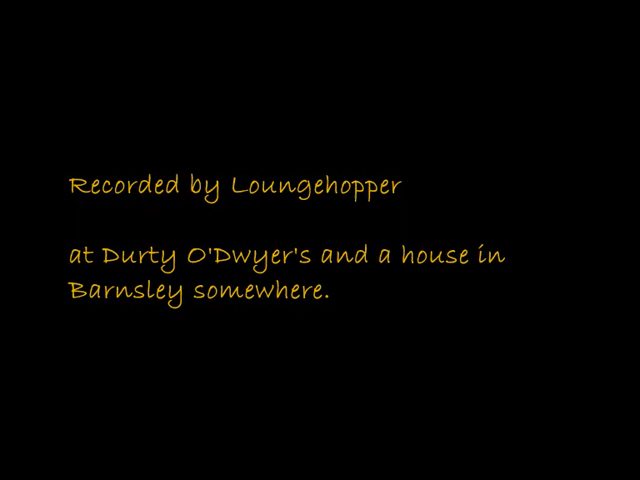 Recorded by Loungehopper
at Durty O'Dwyer's and a house in
Barnsley somewhere.